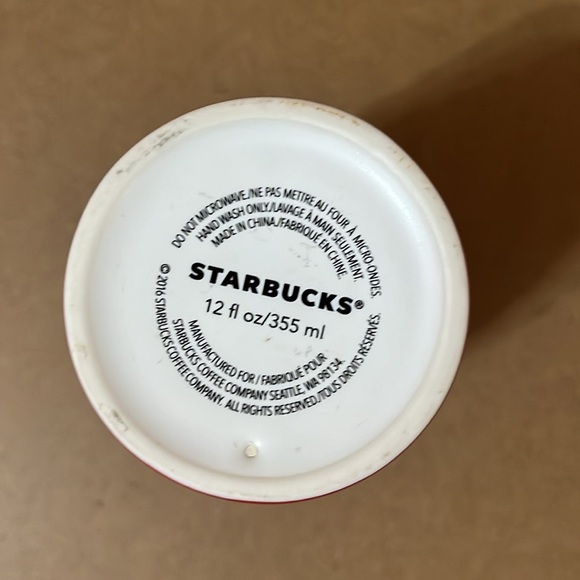 DO NOT MICROWAVE./NE PAS METTRE AU FOUR À MICRO ONDES.
HAND WASH ONLY./LAVAGE À MAIN SEULEMENT.
MADE IN CHINA./FABRIQUÉ EN CHINE.
STARBUCKS®
12 fl oz/355 ml
MANUFACTURED FOR / FABRIQUÉ POUR
STARBUCKS COFFEE COMPANY SEATTLE, WA 98134.
© 2016 STARBUCKS COFFEE COMPANY. ALL RIGHTS RESERVED./TOUS DROITS RÉSERVÉS.